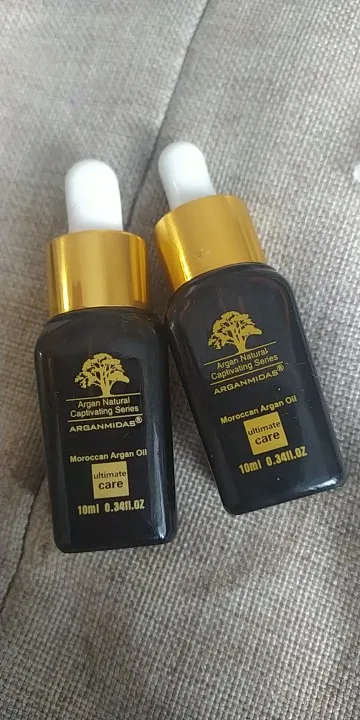 Argan Natural
Captivating Series
ARGANMIDAS®
Moroccan Argan Oil
ultimate
care
10ml 0.34fl.OZ
Argan Natural
Captivating Series
ARGANMIDAS®
Moroccan Argan Oil
ultimate
care
10ml 0.34fl.OZ